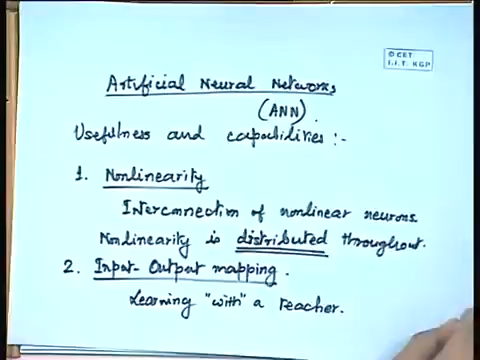 © CET
I.I.T. KGP
Artificial Neural Networks
(ANN).
Usefulness and capabilities :-
1. Nonlinearity
Interconnection of nonlinear neurons.
Nonlinearity is distributed throughout.
2. Input-Output mapping.
Learning "with" a teacher.